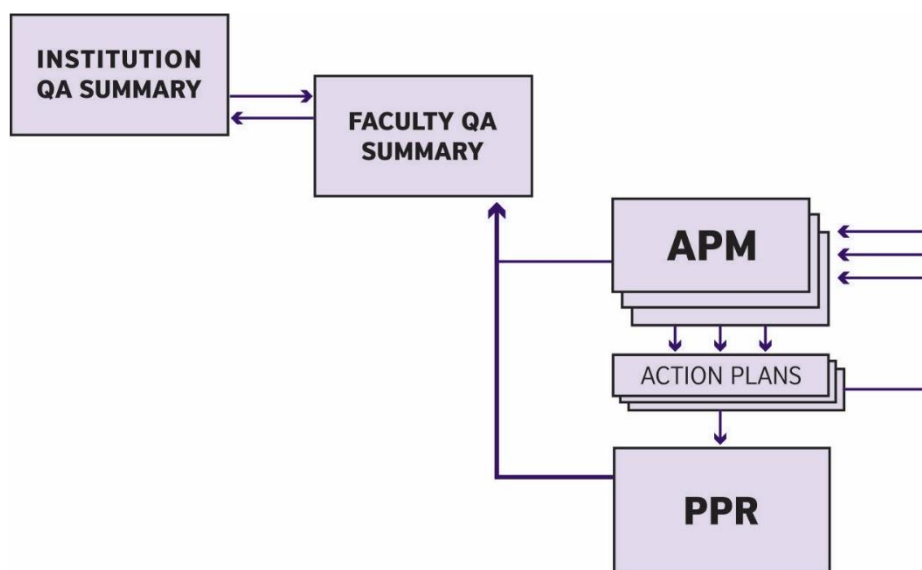 INSTITUTION
QA SUMMARY
FACULTY QA
SUMMARY
APM
ACTION PLANS
PPR